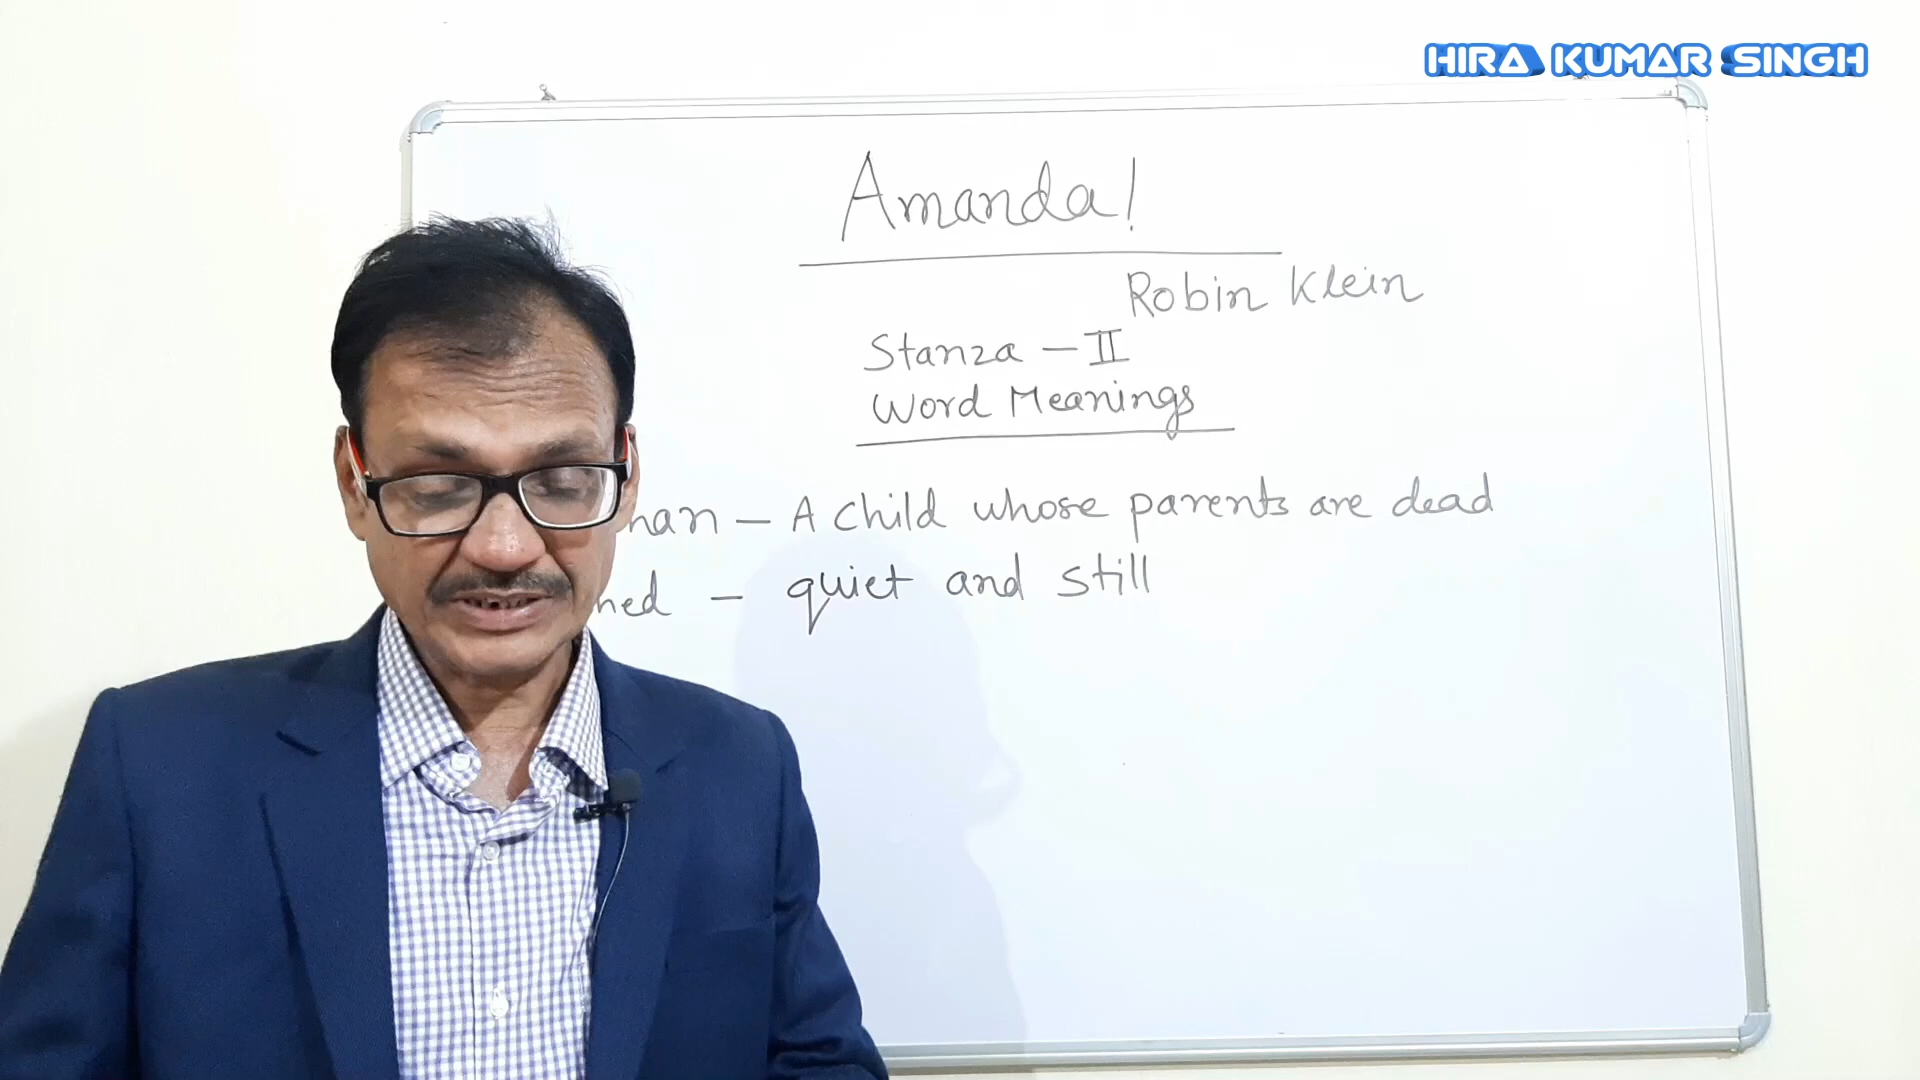 HIRA KUMAR SINGH
Amanda!
Robin Klein
Stanza - II
Word Meanings
han - A child whose parents are dead
hed - quiet and still